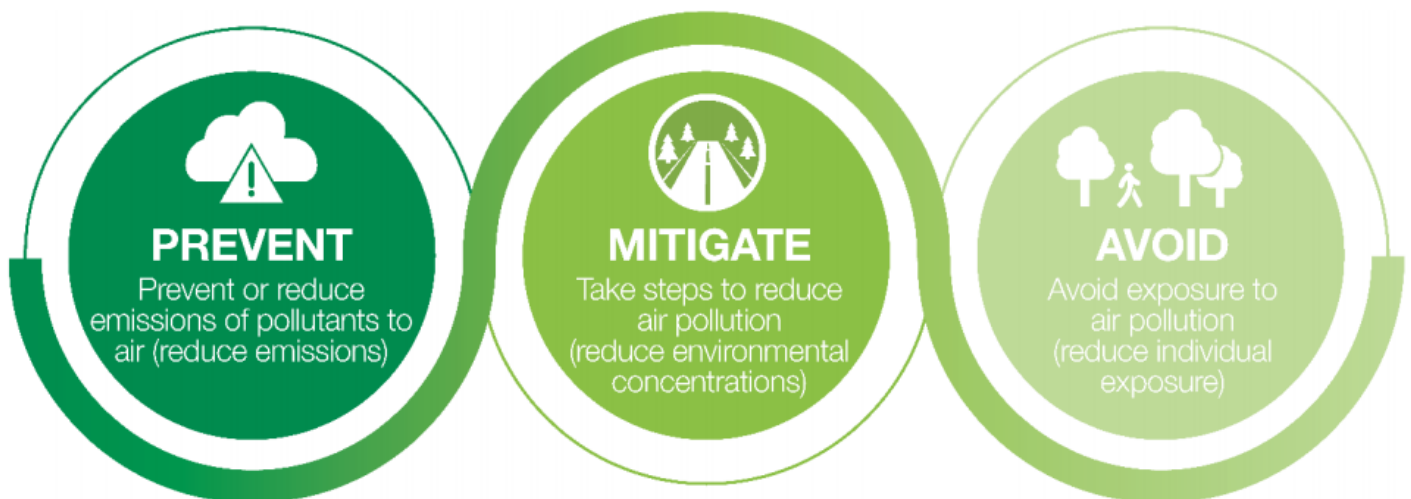 PREVENT
Prevent or reduce
emissions of pollutants to
air (reduce emissions)
MITIGATE
Take steps to reduce
air pollution
(reduce environmental
concentrations)
AVOID
Avoid exposure to
air pollution
(reduce individual
exposure)